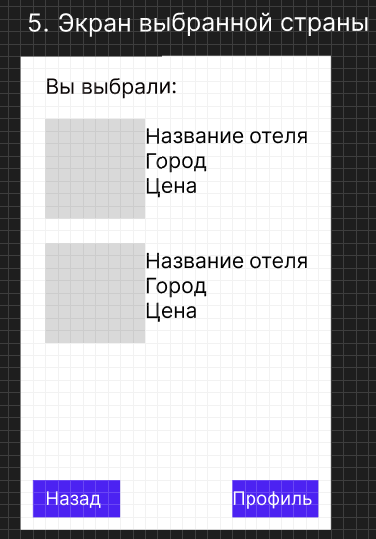 5. Экран выбранной страны
Вы выбрали:
Название отеля
Город
Цена
Название отеля
Город
Цена
Назад
Профиль